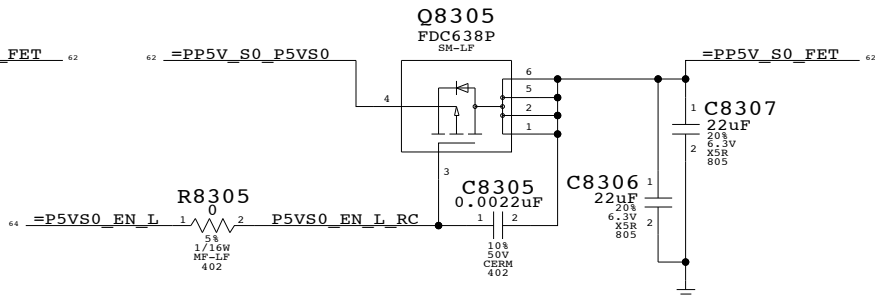 Q8305
FDC638P
SM-LF
_FET 62
62 =PP5V_S0_P5VS0
=PP5V_S0_FET 62
4
6
5
2
1
3
1 C8307
22uF
20%
6.3V
X5R
805
2
C8306 1
22uF
20%
6.3V
X5R
805
2
C8305
0.0022uF
1 2
10%
50V
CERM
402
R8305
0
64 =P5VS0_EN_L 1 2 P5VS0_EN_L_RC
5%
1/16W
MF-LF
402